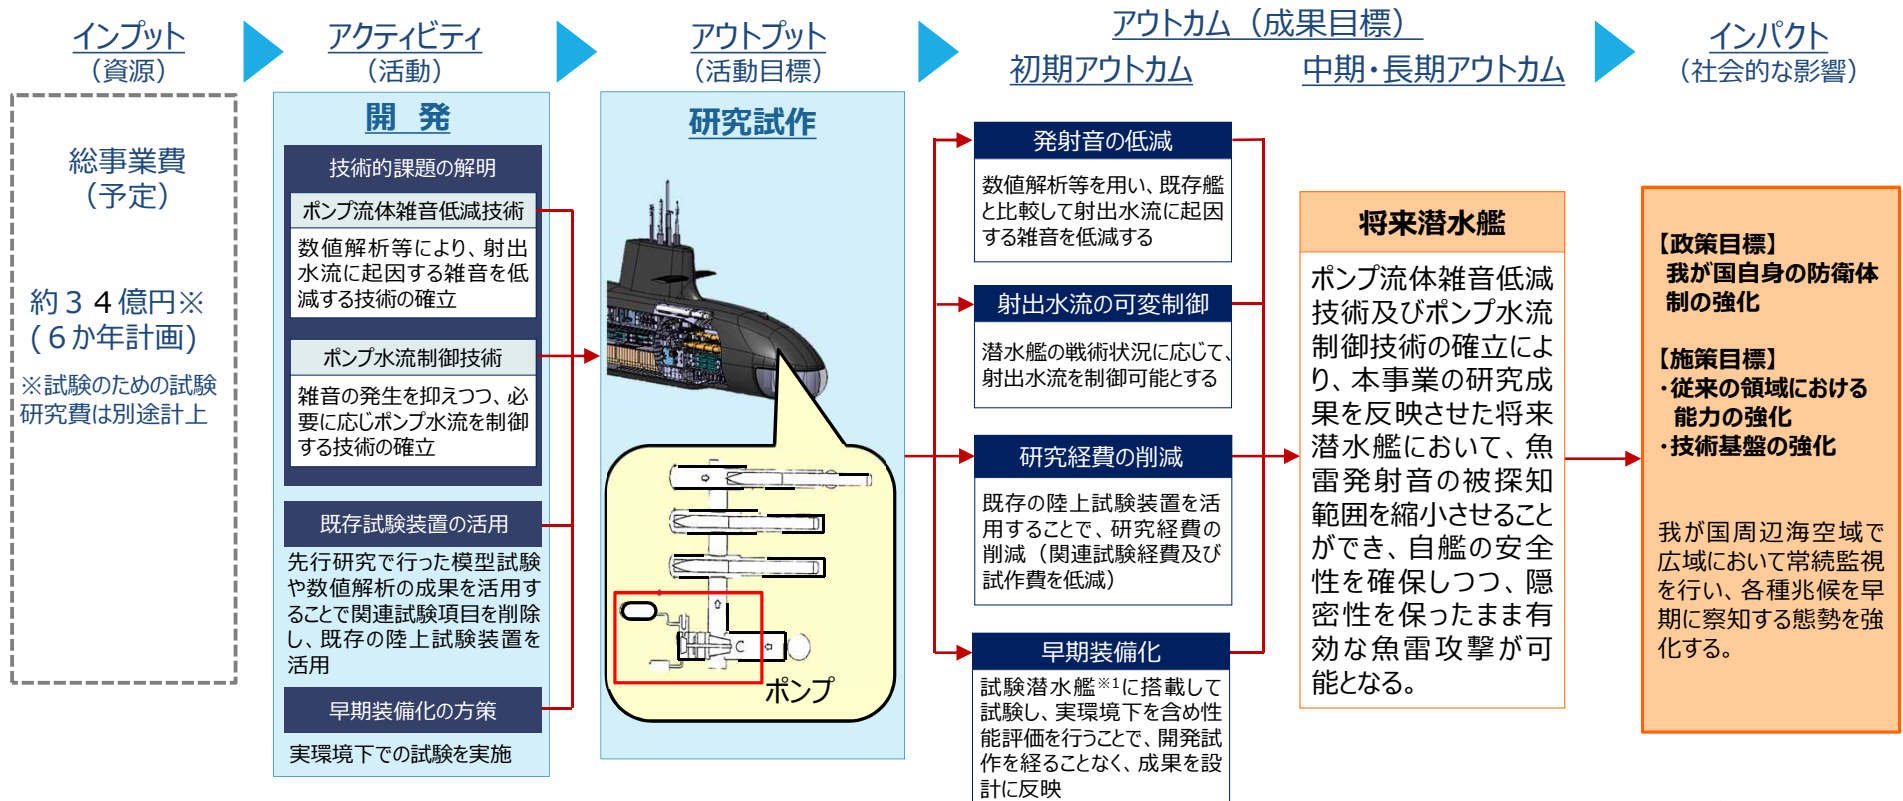 インプット
（資源）
アクティビティ
（活動）
アウトプット
（活動目標）
アウトカム（成果目標）
初期アウトカム
中期・長期アウトカム
インパクト
（社会的な影響）
総事業費
（予定）
約３４億円※
(６か年計画)
※試験のための試験
研究費は別途計上
開　発
技術的課題の解明
ポンプ流体雑音低減技術
数値解析等により、射出
水流に起因する雑音を低
減する技術の確立
ポンプ水流制御技術
雑音の発生を抑えつつ、必
要に応じポンプ水流を制御
する技術の確立
既存試験装置の活用
先行研究で行った模型試験
や数値解析の成果を活用す
ることで関連試験項目を削除
し、既存の陸上試験装置を
活用
早期装備化の方策
実環境下での試験を実施
研究試作
ポンプ
発射音の低減
数値解析等を用い、既存艦
と比較して射出水流に起因
する雑音を低減する
射出水流の可変制御
潜水艦の戦術状況に応じて、
射出水流を制御可能とする
研究経費の削減
既存の陸上試験装置を活
用することで、研究経費の
削減（関連試験経費及び
試作費を低減）
早期装備化
試験潜水艦※1に搭載して
試験し、実環境下を含め性
能評価を行うことで、開発試
作を経ることなく、成果を設
計に反映
将来潜水艦
ポンプ流体雑音低減
技術及びポンプ水流
制御技術の確立によ
り、本事業の研究成
果を反映させた将来
潜水艦において、魚
雷発射音の被探知
範囲を縮小させること
ができ、自艦の安全
性を確保しつつ、隠
密性を保ったまま有
効な魚雷攻撃が可
能となる。
【政策目標】
我が国自身の防衛体
制の強化
【施策目標】
・従来の領域における
能力の強化
・技術基盤の強化
我が国周辺海空域で
広域において常続監視
を行い、各種兆候を早
期に察知する態勢を強
化する。